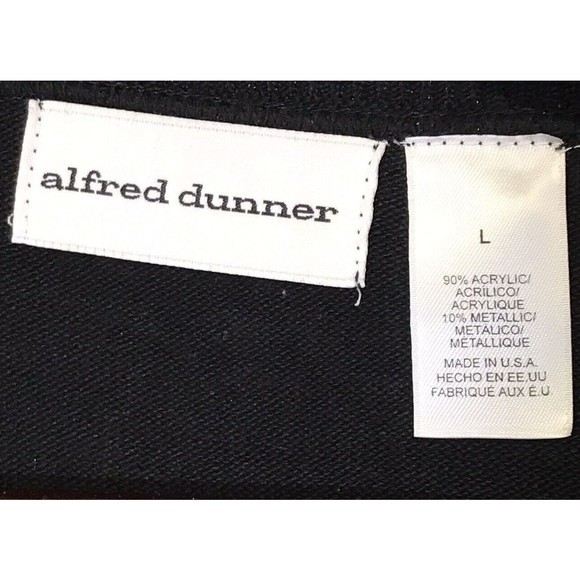 alfred dunner
L
90% ACRYLIC/
ACRÍLICO/
ACRYLIQUE
10% METALLIC/
METÁLICO/
MÉTALLIQUE
MADE IN U.S.A.
HECHO EN EE.UU
FABRIQUÉ AUX É.U.